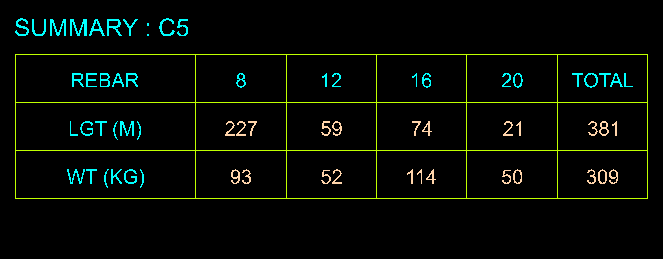 SUMMARY : C5
REBAR 8 12 16 20 TOTAL
LGT (M) 227 59 74 21 381
WT (KG) 93 52 114 50 309